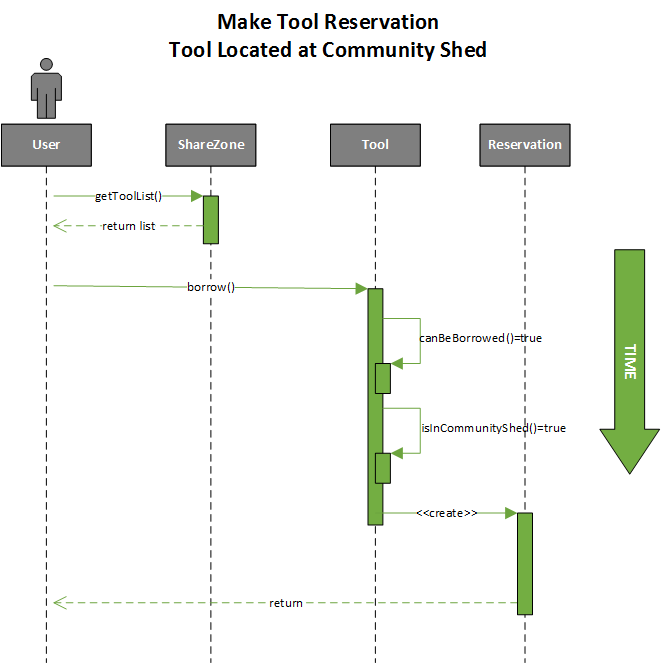 Make Tool Reservation
Tool Located at Community Shed
User
ShareZone
Tool
Reservation
getToolList()
return list
borrow()
canBeBorrowed()=true
TIME
isInCommunityShed()=true
<<create>>
return